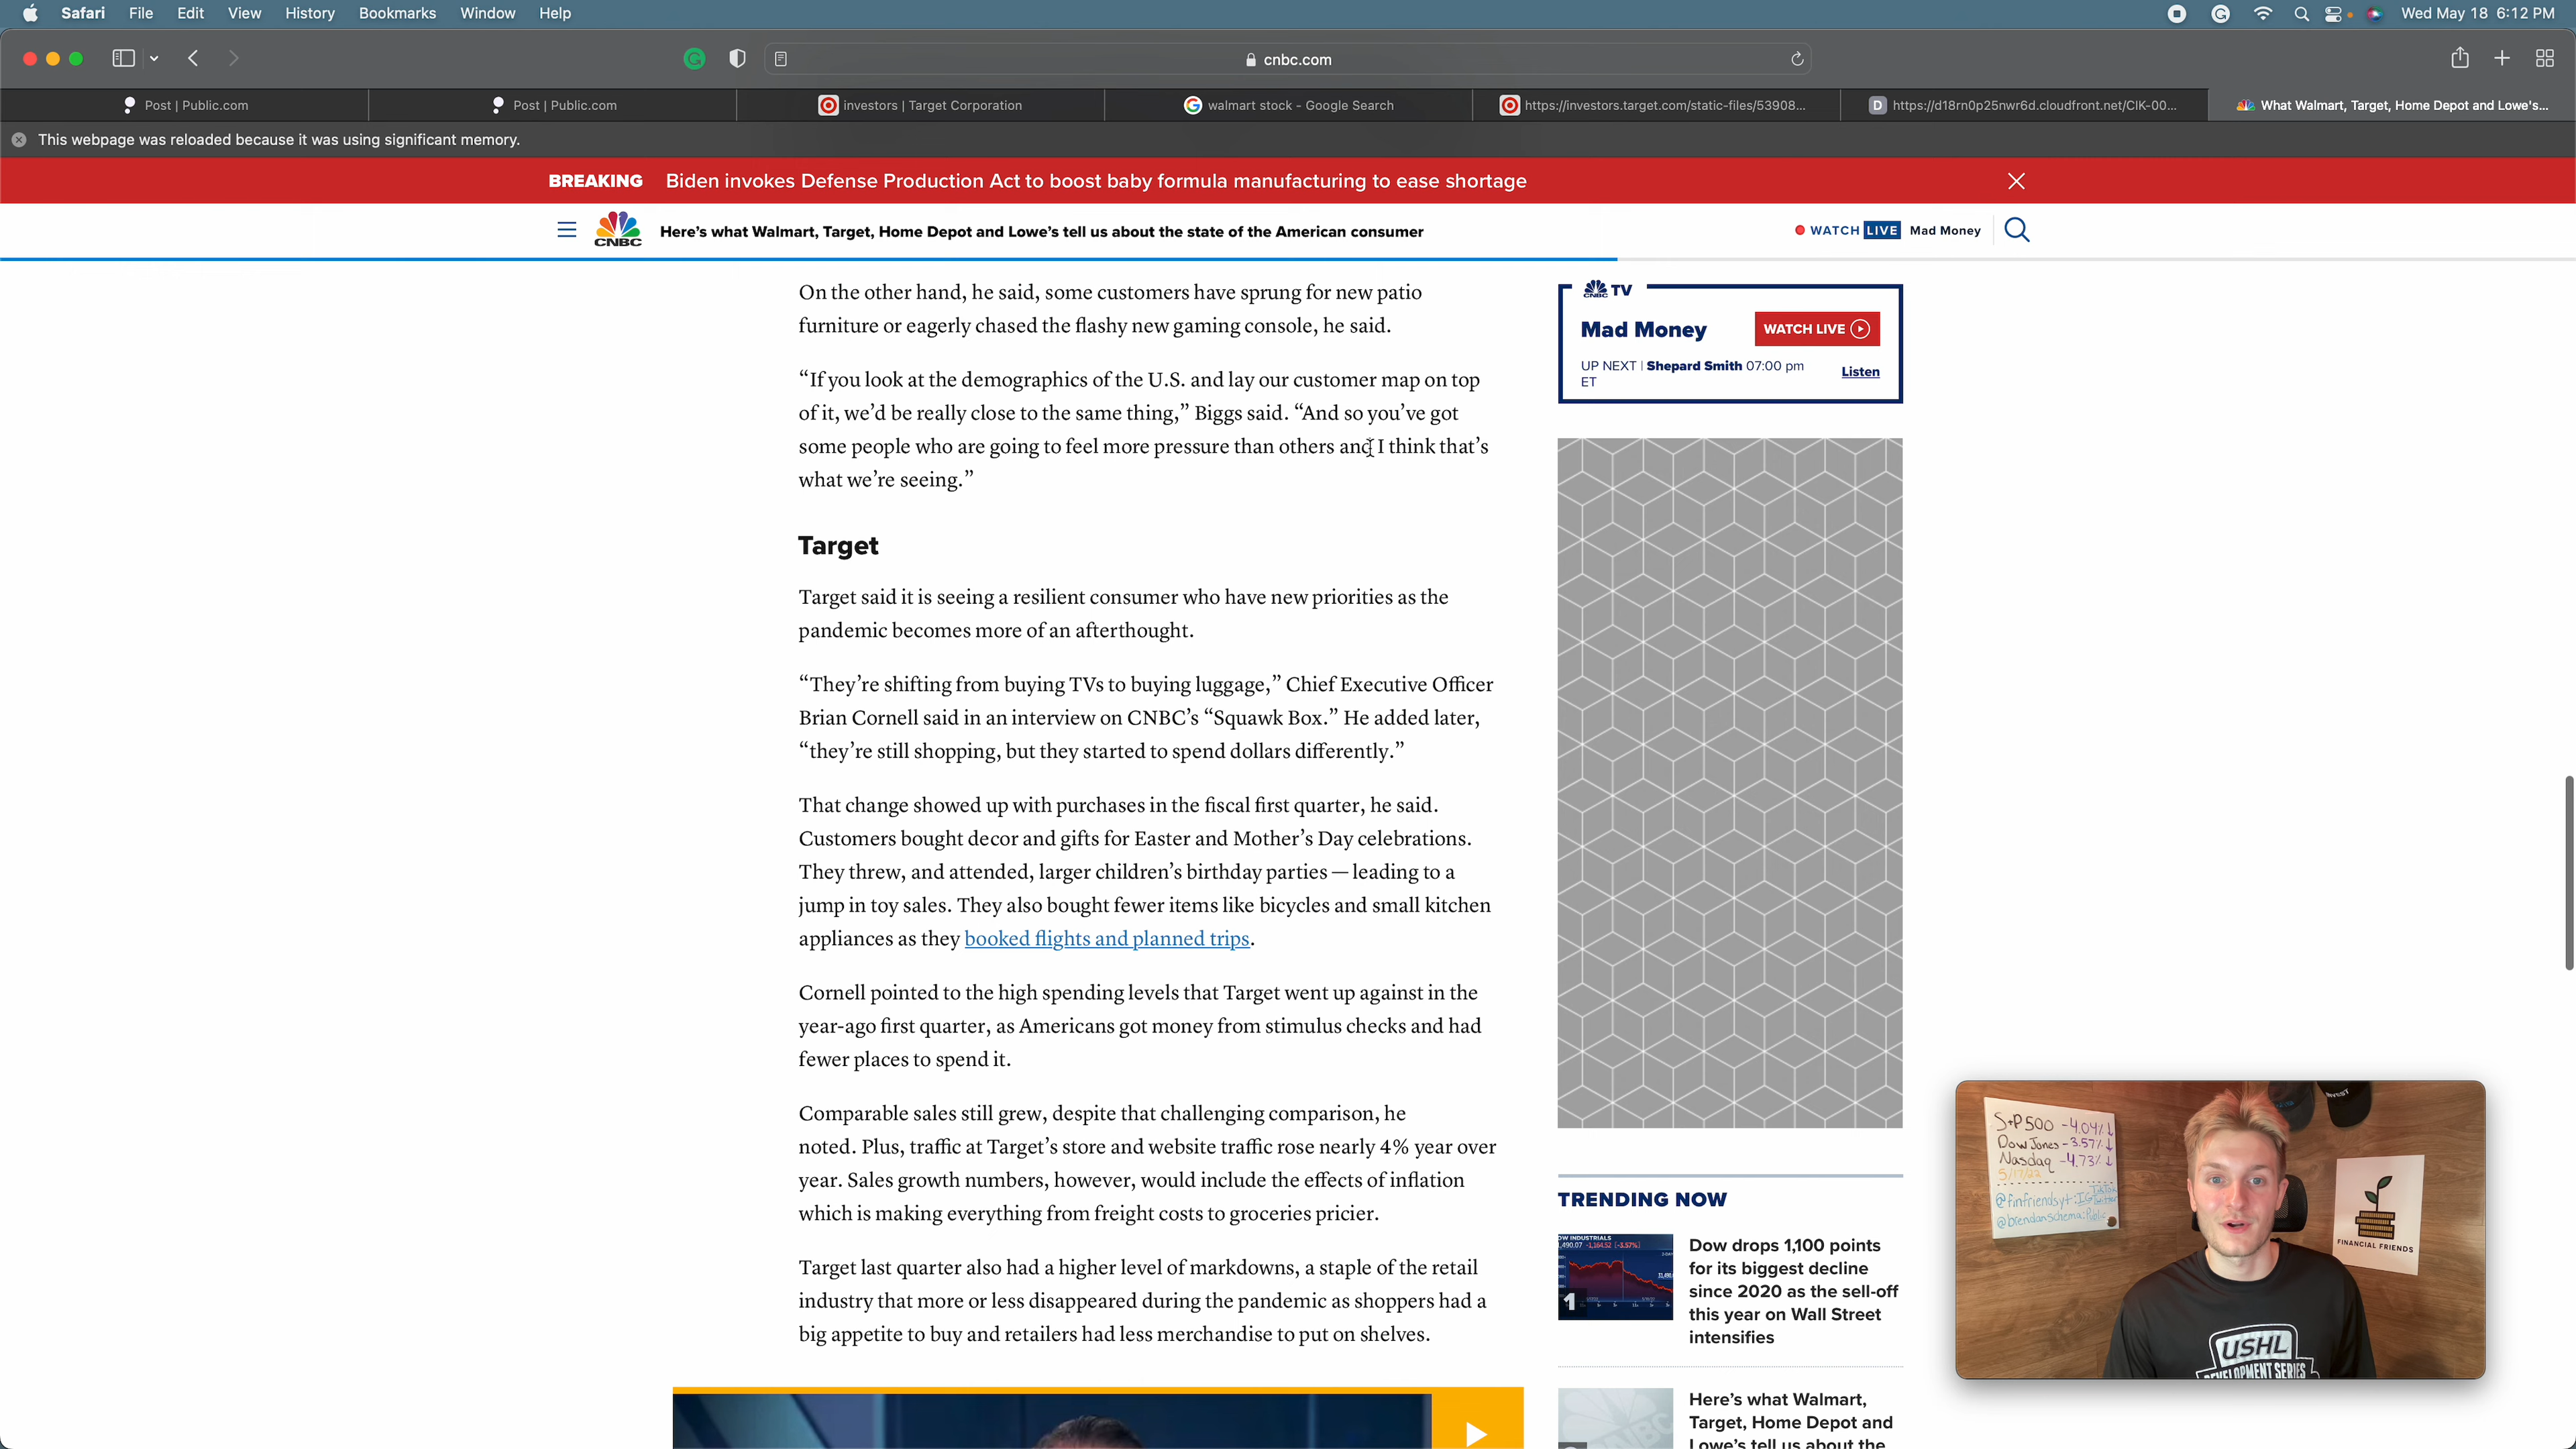 Safari File Edit View History Bookmarks Window Help Wed May 18 6:12 PM
cnbc.com
Post | Public.com
Post | Public.com
investors | Target Corporation
walmart stock - Google Search
https://investors.target.com/static-files/53908...
D https://d18rn0p25nwr6d.cloudfront.net/CIK-00...
What Walmart, Target, Home Depot and Lowe's...
This webpage was reloaded because it was using significant memory.
BREAKING Biden invokes Defense Production Act to boost baby formula manufacturing to ease shortage
CNBC Here's what Walmart, Target, Home Depot and Lowe's tell us about the state of the American consumer
WATCH LIVE Mad Money
On the other hand, he said, some customers have sprung for new patio
furniture or eagerly chased the flashy new gaming console, he said.
“If you look at the demographics of the U.S. and lay our customer map on top
of it, we’d be really close to the same thing,” Biggs said. “And so you’ve got
some people who are going to feel more pressure than others and I think that’s
what we’re seeing.”
Target
Target said it is seeing a resilient consumer who have new priorities as the
pandemic becomes more of an afterthought.
“They’re shifting from buying TVs to buying luggage,” Chief Executive Officer
Brian Cornell said in an interview on CNBC’s “Squawk Box.” He added later,
“they’re still shopping, but they started to spend dollars differently.”
That change showed up with purchases in the fiscal first quarter, he said.
Customers bought decor and gifts for Easter and Mother’s Day celebrations.
They threw, and attended, larger children’s birthday parties — leading to a
jump in toy sales. They also bought fewer items like bicycles and small kitchen
appliances as they booked flights and planned trips.
Cornell pointed to the high spending levels that Target went up against in the
year-ago first quarter, as Americans got money from stimulus checks and had
fewer places to spend it.
Comparable sales still grew, despite that challenging comparison, he
noted. Plus, traffic at Target’s store and website traffic rose nearly 4% year over
year. Sales growth numbers, however, would include the effects of inflation
which is making everything from freight costs to groceries pricier.
Target last quarter also had a higher level of markdowns, a staple of the retail
industry that more or less disappeared during the pandemic as shoppers had a
big appetite to buy and retailers had less merchandise to put on shelves.
CNBC TV
Mad Money
WATCH LIVE
UP NEXT | Shepard Smith 07:00 pm
ET
Listen
TRENDING NOW
1
Dow drops 1,100 points
for its biggest decline
since 2020 as the sell-off
this year on Wall Street
intensifies
Here’s what Walmart,
Target, Home Depot and
Lowe’s tell us about the
S+P 500 -4.04% ↓
Dow Jones -3.57% ↓
Nasdaq -4.73% ↓
@finfriendsyt: IG
@brendanschema: Public
INVEST
FINANCIAL FRIENDS
USHL
DEVELOPMENT SERIES